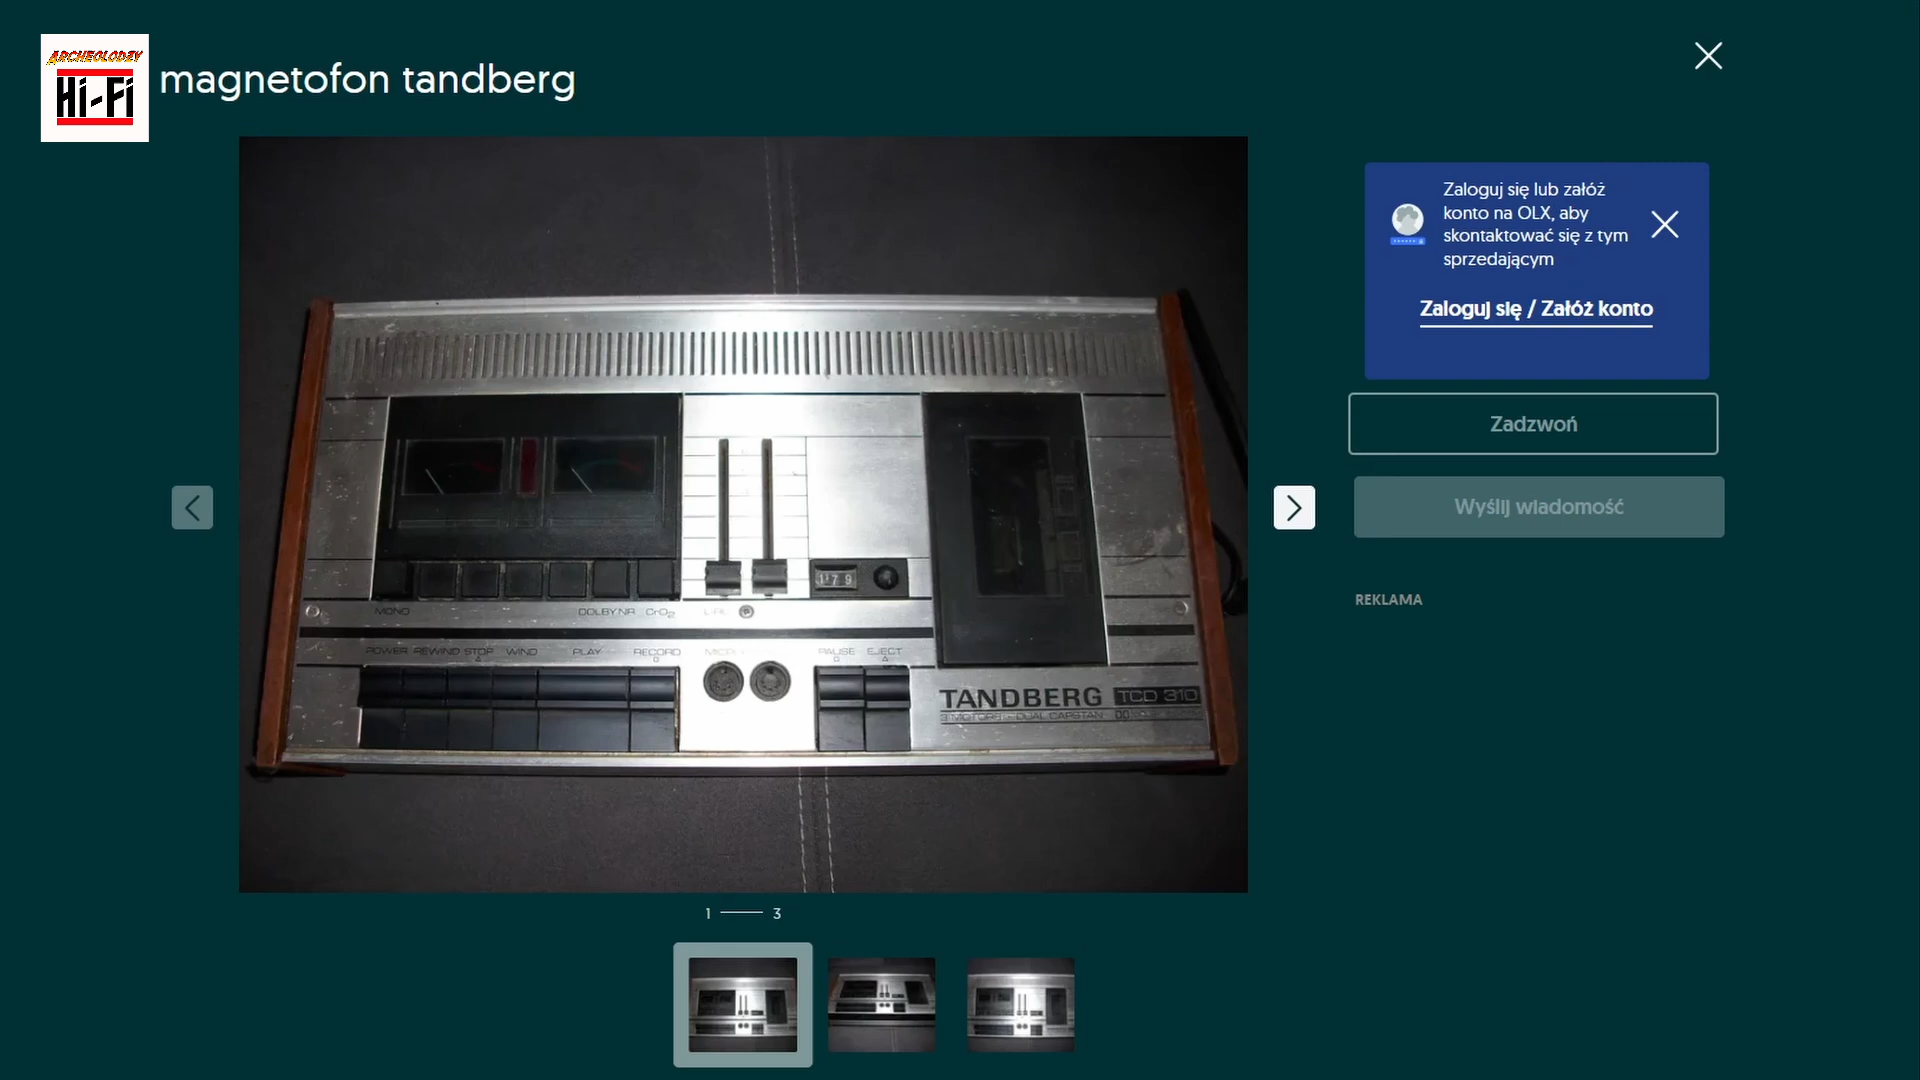 ARCHEOLODZY
Hi-Fi
magnetofon tandberg
Zaloguj się lub załóż
konto na OLX, aby
skontaktować się z tym
sprzedającym
Zaloguj się / Załóż konto
Zadzwoń
Wyślij wiadomość
REKLAMA
179
MONO
DOLBY NR CrO2
POWER REWIND STOP WIND PLAY RECORD
PAUSE EJECT
TANDBERG TCD 310
3 MOTORS - DUAL CAPSTAN
1
3